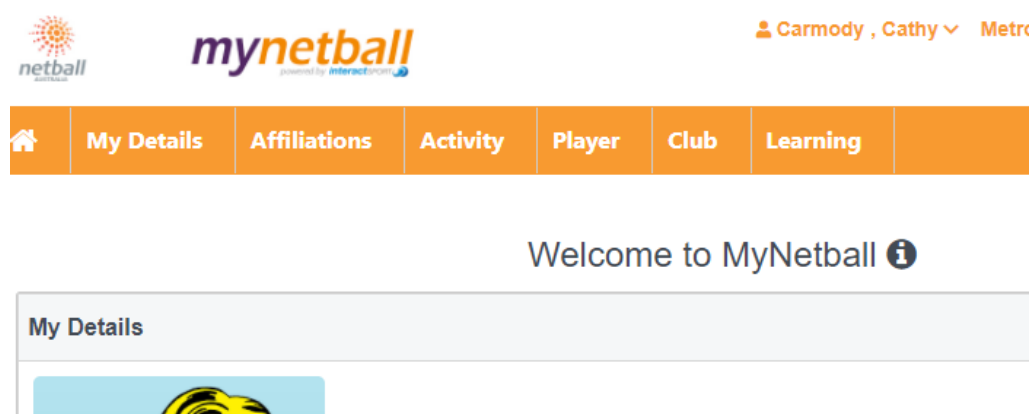 netball
AUSTRALIA
mynetball
powered by interactsport
Carmody , Cathy Metro
My Details Affiliations Activity Player Club Learning
Welcome to MyNetball
My Details